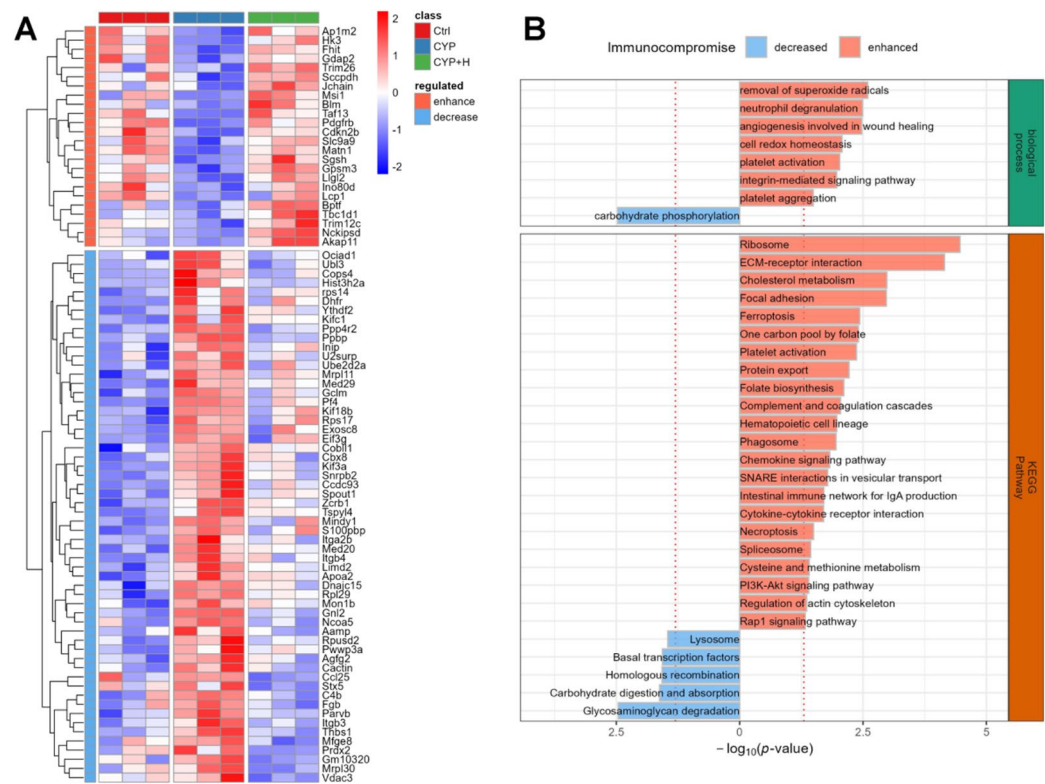 A
Ap1m2
Hk3
Fhit
Gdap2
Trim26
Sccpdh
Jchain
Msi1
Blm
Taf13
Pdgfrb
Cdkn2b
Slc9a9
Matn1
Sgsh
Gpsm3
Llgl2
Ino80d
Lcp1
Bptf
Tbc1d1
Trim12c
Nckipsd
Akap11
Ociad1
Ubl3
Cops4
Hist3h2a
rps14
Dhfr
Ythdf2
Kifc1
Ppp4r2
Ppbp
Inip
U2surp
Ube2d2a
Mrpl11
Med29
Gclm
Pf4
Kif18b
Rps17
Exosc8
Eif3g
Cobll1
Cbx8
Kif3a
Snrpb2
Ccdc93
Spout1
Zcrb1
Tspyl4
Mindy1
S100pbp
Itga2b
Med20
Itgb4
Limd2
Apoa2
Dnajc15
Rpl29
Mon1b
Gnl2
Ncoa5
Aamp
Rpusd2
Pwwp3a
Agfg2
Cactin
Ccl25
Stx5
C4b
Fgb
Parvb
Itgb3
Thbs1
Mfge8
Prdx2
Gm10320
Mrpl30
Vdac3
2
1
0
-1
-2
class
Ctrl
CYP
CYP+H
regulated
enhance
decrease
B
Immunocompromise decreased enhanced
removal of superoxide radicals
neutrophil degranulation
angiogenesis involved in wound healing
cell redox homeostasis
platelet activation
integrin-mediated signaling pathway
platelet aggregation
carbohydrate phosphorylation
biological
process
Ribosome
ECM-receptor interaction
Cholesterol metabolism
Focal adhesion
Ferroptosis
One carbon pool by folate
Platelet activation
Protein export
Folate biosynthesis
Complement and coagulation cascades
Hematopoietic cell lineage
Phagosome
Chemokine signaling pathway
SNARE interactions in vesicular transport
Intestinal immune network for IgA production
Cytokine-cytokine receptor interaction
Necroptosis
Spliceosome
Cysteine and methionine metabolism
PI3K-Akt signaling pathway
Regulation of actin cytoskeleton
Rap1 signaling pathway
Lysosome
Basal transcription factors
Homologous recombination
Carbohydrate digestion and absorption
Glycosaminoglycan degradation
KEGG
Pathway
2.5 0 2.5 5
− log10(p-value)